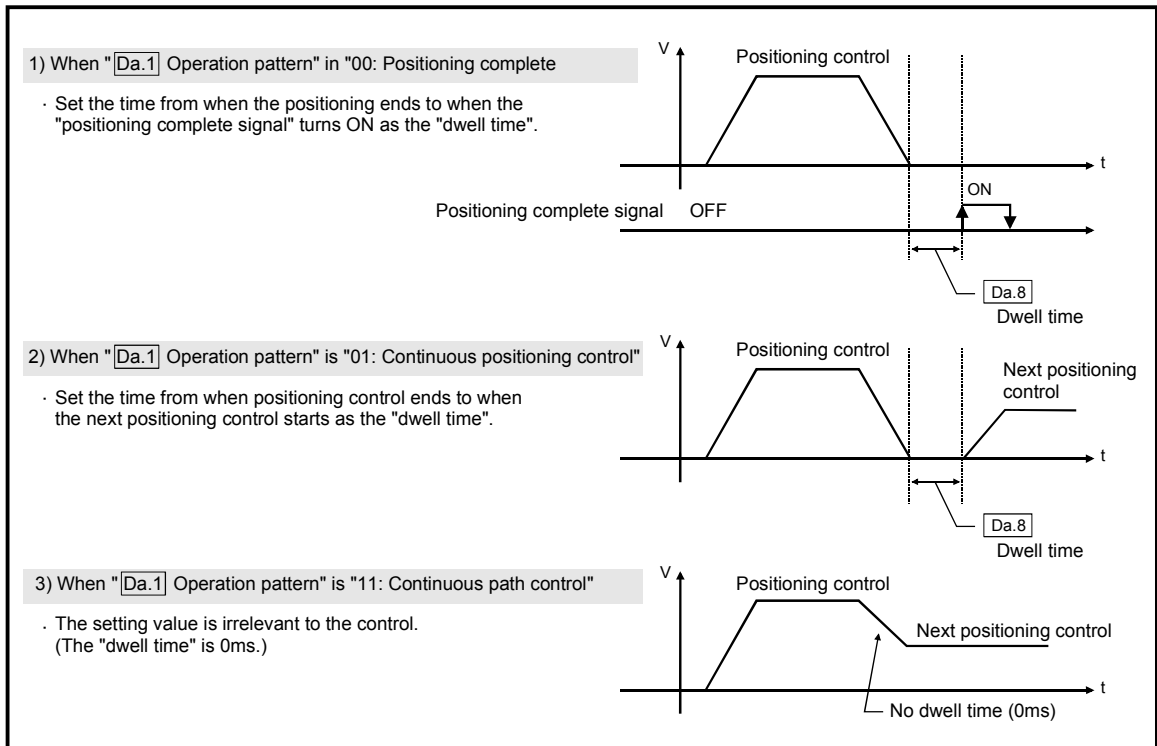 1) When "Da.1 Operation pattern" in "00: Positioning complete
· Set the time from when the positioning ends to when the
"positioning complete signal" turns ON as the "dwell time".
V
Positioning control
t
ON
Positioning complete signal OFF
Da.8
Dwell time
2) When "Da.1 Operation pattern" is "01: Continuous positioning control"
· Set the time from when positioning control ends to when
the next positioning control starts as the "dwell time".
V
Positioning control
Next positioning
control
t
Da.8
Dwell time
3) When "Da.1 Operation pattern" is "11: Continuous path control"
· The setting value is irrelevant to the control.
(The "dwell time" is 0ms.)
V
Positioning control
Next positioning control
t
No dwell time (0ms)